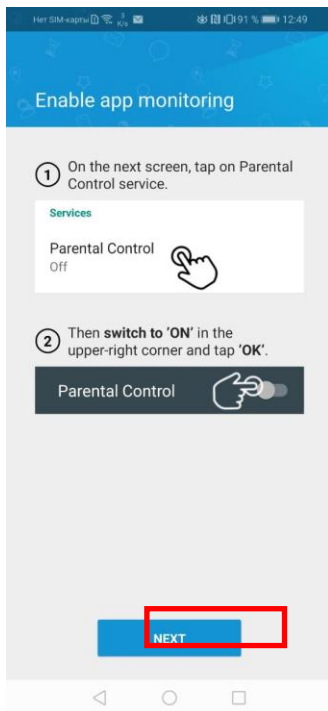 Нет SIM-карты 3 K/s 91 % 12:49
Enable app monitoring
1 On the next screen, tap on Parental
Control service.
Services
Parental Control
Off
2 Then switch to ‘ON’ in the
upper-right corner and tap ‘OK’.
Parental Control
NEXT